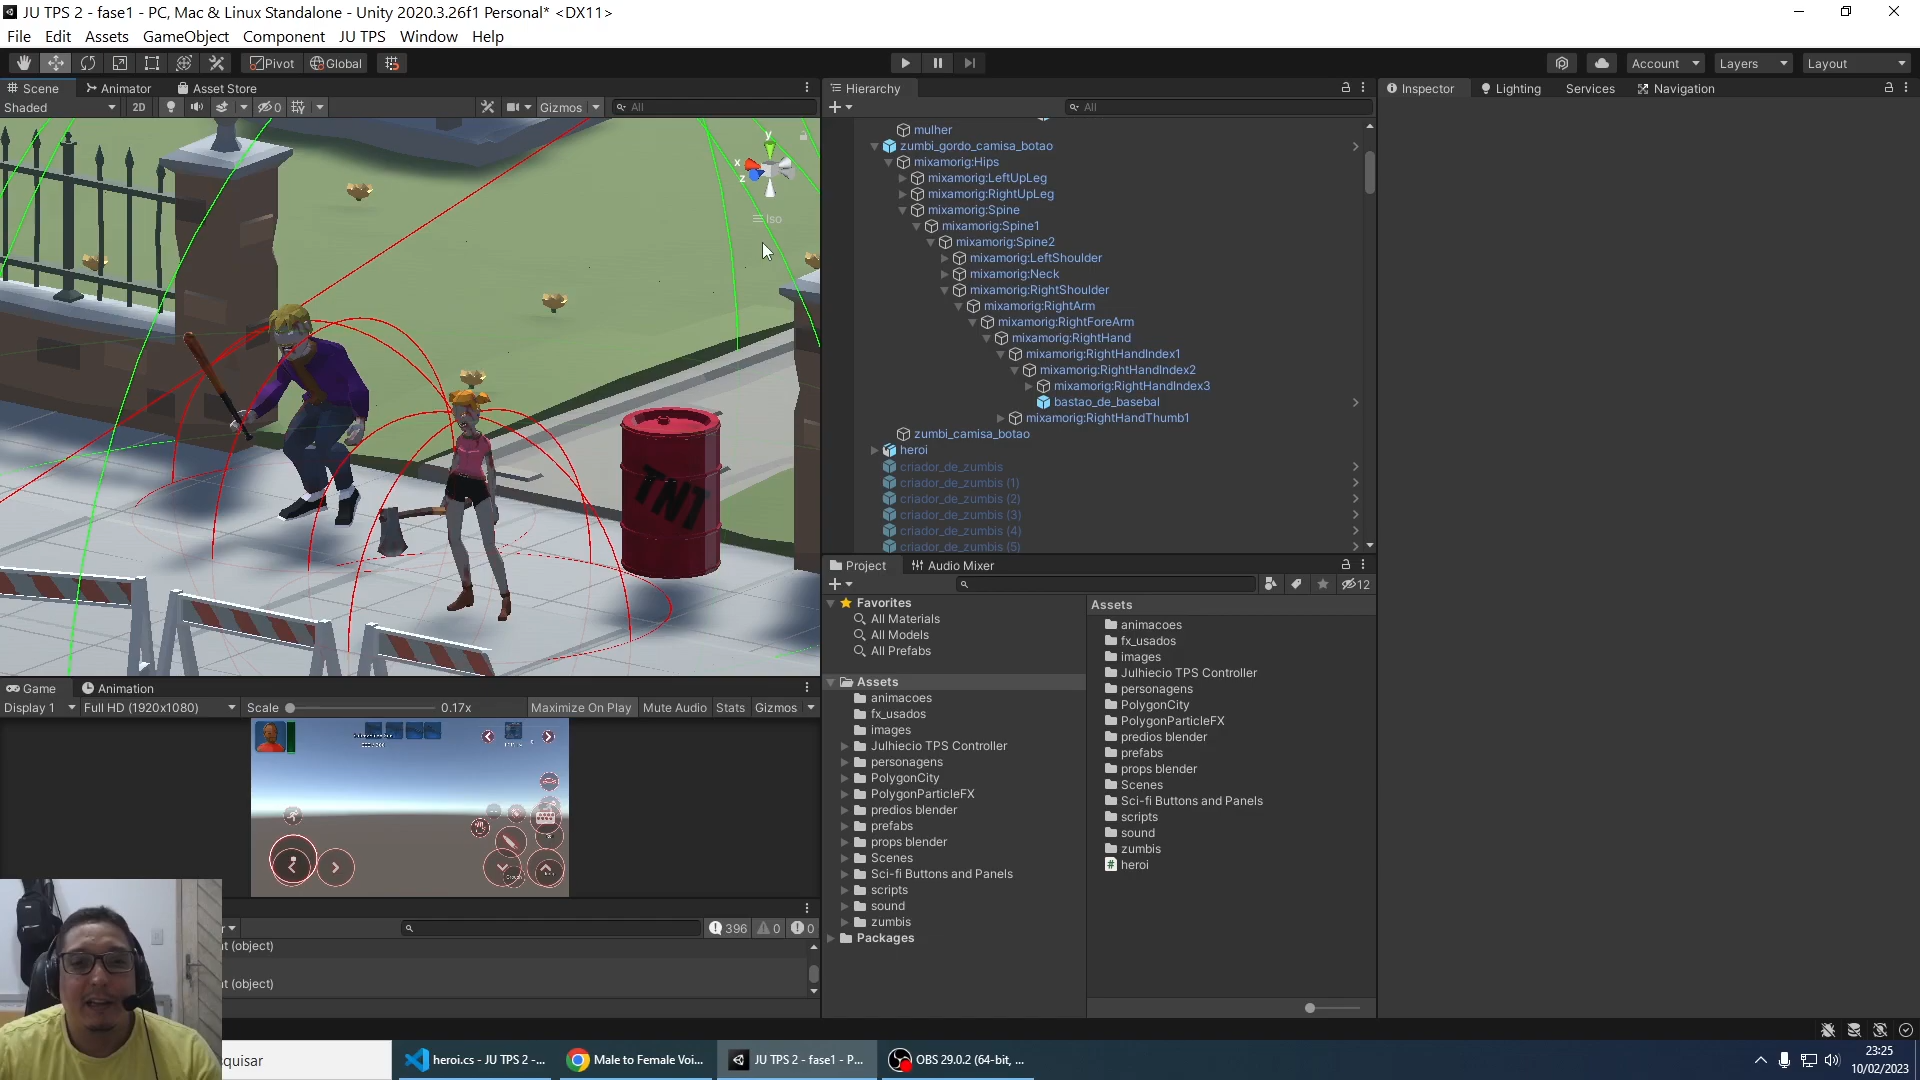 JU TPS 2 - fase1 - PC, Mac & Linux Standalone - Unity 2020.3.26f1 Personal* <DX11>
File Edit Assets GameObject Component JU TPS Window Help
Pivot Global Account Layers Layout
Scene Animator Asset Store
Shaded 2D 0 Gizmos All
y
x
z
Iso
TNT
Hierarchy
All
mulher
zumbi_gordo_camisa_botao
mixamorig:Hips
mixamorig:LeftUpLeg
mixamorig:RightUpLeg
mixamorig:Spine
mixamorig:Spine1
mixamorig:Spine2
mixamorig:LeftShoulder
mixamorig:Neck
mixamorig:RightShoulder
mixamorig:RightArm
mixamorig:RightForeArm
mixamorig:RightHand
mixamorig:RightHandIndex1
mixamorig:RightHandIndex2
mixamorig:RightHandIndex3
bastao_de_basebal
mixamorig:RightHandThumb1
zumbi_camisa_botao
heroi
criador_de_zumbis
criador_de_zumbis (1)
criador_de_zumbis (2)
criador_de_zumbis (3)
criador_de_zumbis (4)
criador_de_zumbis (5)
Inspector Lighting Services Navigation
Game Animation
Display 1 Full HD (1920x1080) Scale 0.17x Maximize On Play Mute Audio Stats Gizmos
396 0 0
t (object)
t (object)
Project Audio Mixer
12
Favorites
All Materials
All Models
All Prefabs
Assets
animacoes
fx_usados
images
Julhiecio TPS Controller
personagens
PolygonCity
PolygonParticleFX
predios blender
prefabs
props blender
Scenes
Sci-fi Buttons and Panels
scripts
sound
zumbis
Packages
Assets
animacoes
fx_usados
images
Julhiecio TPS Controller
personagens
PolygonCity
PolygonParticleFX
predios blender
prefabs
props blender
Scenes
Sci-fi Buttons and Panels
scripts
sound
zumbis
heroi
quisar
heroi.cs - JU TPS 2 -...
Male to Female Voi...
JU TPS 2 - fase1 - P...
OBS 29.0.2 (64-bit, ...
23:25
10/02/2023